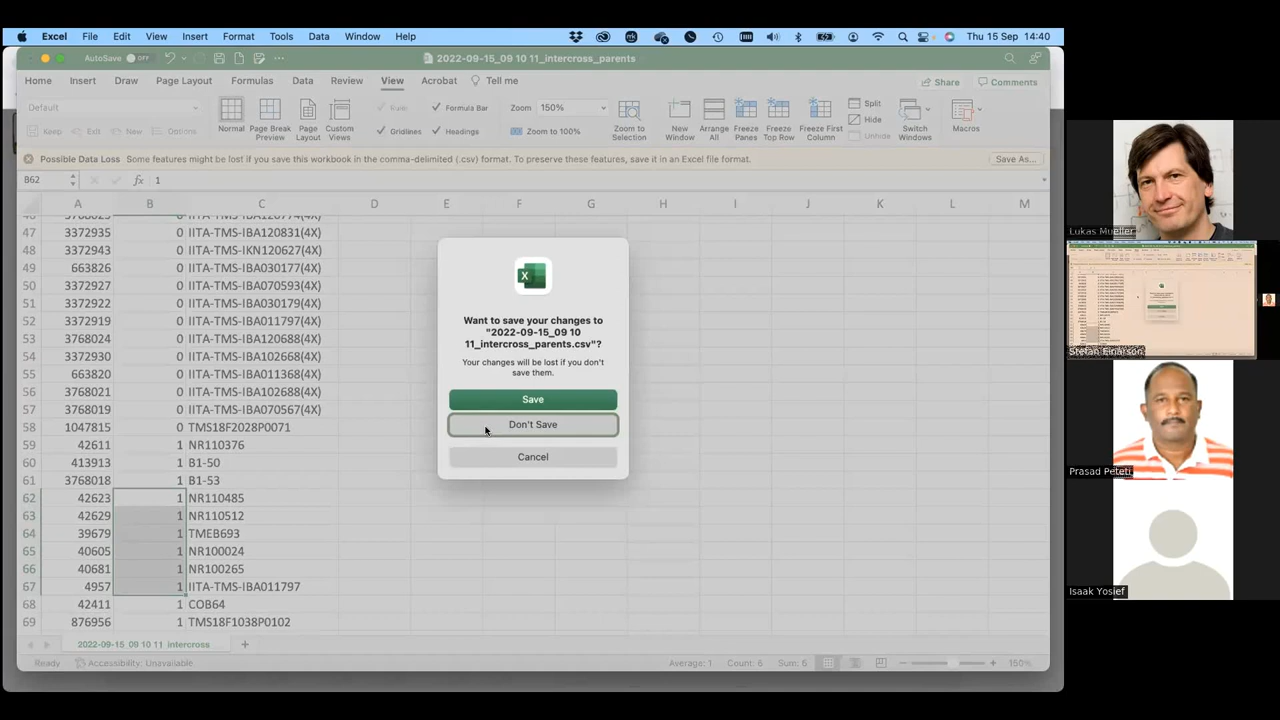 Excel File Edit View Insert Format Tools Data Window Help Thu 15 Sep 14:40
AutoSave OFF 2022-09-15_09 10 11_intercross_parents
Home Insert Draw Page Layout Formulas Data Review View Acrobat Tell me Share Comments
Default Ruler Formula Bar Zoom 150% Split
Keep Exit New Options Gridlines Headings Zoom to 100% Hide
Unhide
Normal Page Break Preview Page Layout Custom Views Zoom to Selection New Window Arrange All Freeze Panes Freeze Top Row Freeze First Column Switch Windows Macros
Possible Data Loss Some features might be lost if you save this workbook in the comma-delimited (.csv) format. To preserve these features, save it in an Excel file format. Save As...
B62 fx 1
A B C D E F G H I J K L M
47 3372935 0 IITA-TMS-IBA120831(4X)
48 3372943 0 IITA-TMS-IKN120627(4X)
49 663826 0 IITA-TMS-IBA030177(4X)
50 3372927 0 IITA-TMS-IBA070593(4X)
51 3372922 0 IITA-TMS-IBA030179(4X)
52 3372919 0 IITA-TMS-IBA011797(4X)
53 3768024 0 IITA-TMS-IBA120688(4X)
54 3372930 0 IITA-TMS-IBA102668(4X)
55 663820 0 IITA-TMS-IBA011368(4X)
56 3768021 0 IITA-TMS-IBA102688(4X)
57 3768019 0 IITA-TMS-IBA070567(4X)
58 1047815 0 TMS18F2028P0071
59 42611 1 NR110376
60 413913 1 B1-50
61 3768018 1 B1-53
62 42623 1 NR110485
63 42629 1 NR110512
64 39679 1 TMEB693
65 40605 1 NR100024
66 40681 1 NR100265
67 4957 1 IITA-TMS-IBA011797
68 42411 1 COB64
69 876956 1 TMS18F1038P0102
Want to save your changes to
"2022-09-15_09 10
11_intercross_parents.csv"?
Your changes will be lost if you don't
save them.
Save
Don't Save
Cancel
2022-09-15_09 10 11_intercross
Ready Accessibility: Unavailable Average: 1 Count: 6 Sum: 6 150%
Lukas Mueller
Stefan Einarson
Prasad Peteti
Isaak Yosief